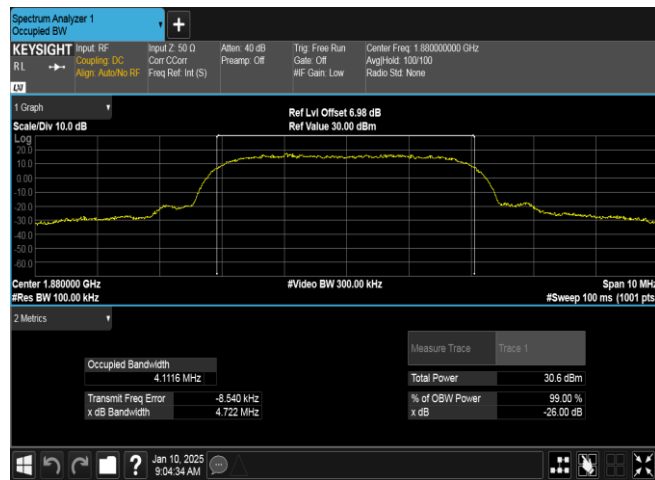 Spectrum Analyzer 1
Occupied BW
+
KEYSIGHT
RL
LXI
Input: RF
Coupling: DC
Align: Auto/No RF
Input Z: 50 Ω
Corr CCorr
Freq Ref: Int (S)
Atten: 40 dB
Preamp: Off
Trig: Free Run
Gate: Off
#IF Gain: Low
Center Freq: 1.880000000 GHz
Avg|Hold: 100/100
Radio Std: None
1 Graph
Scale/Div 10.0 dB
Ref Lvl Offset 6.98 dB
Ref Value 30.00 dBm
Log
20.0
10.0
0.00
-10.0
-20.0
-30.0
-40.0
-50.0
-60.0
Center 1.880000 GHz
#Res BW 100.00 kHz
#Video BW 300.00 kHz
Span 10 MHz
#Sweep 100 ms (1001 pts
2 Metrics
Measure Trace Trace 1
Occupied Bandwidth
4.1116 MHz
Total Power 30.6 dBm
Transmit Freq Error -8.540 kHz
% of OBW Power 99.00 %
x dB Bandwidth 4.722 MHz
x dB -26.00 dB
?
Jan 10, 2025
9:04:34 AM